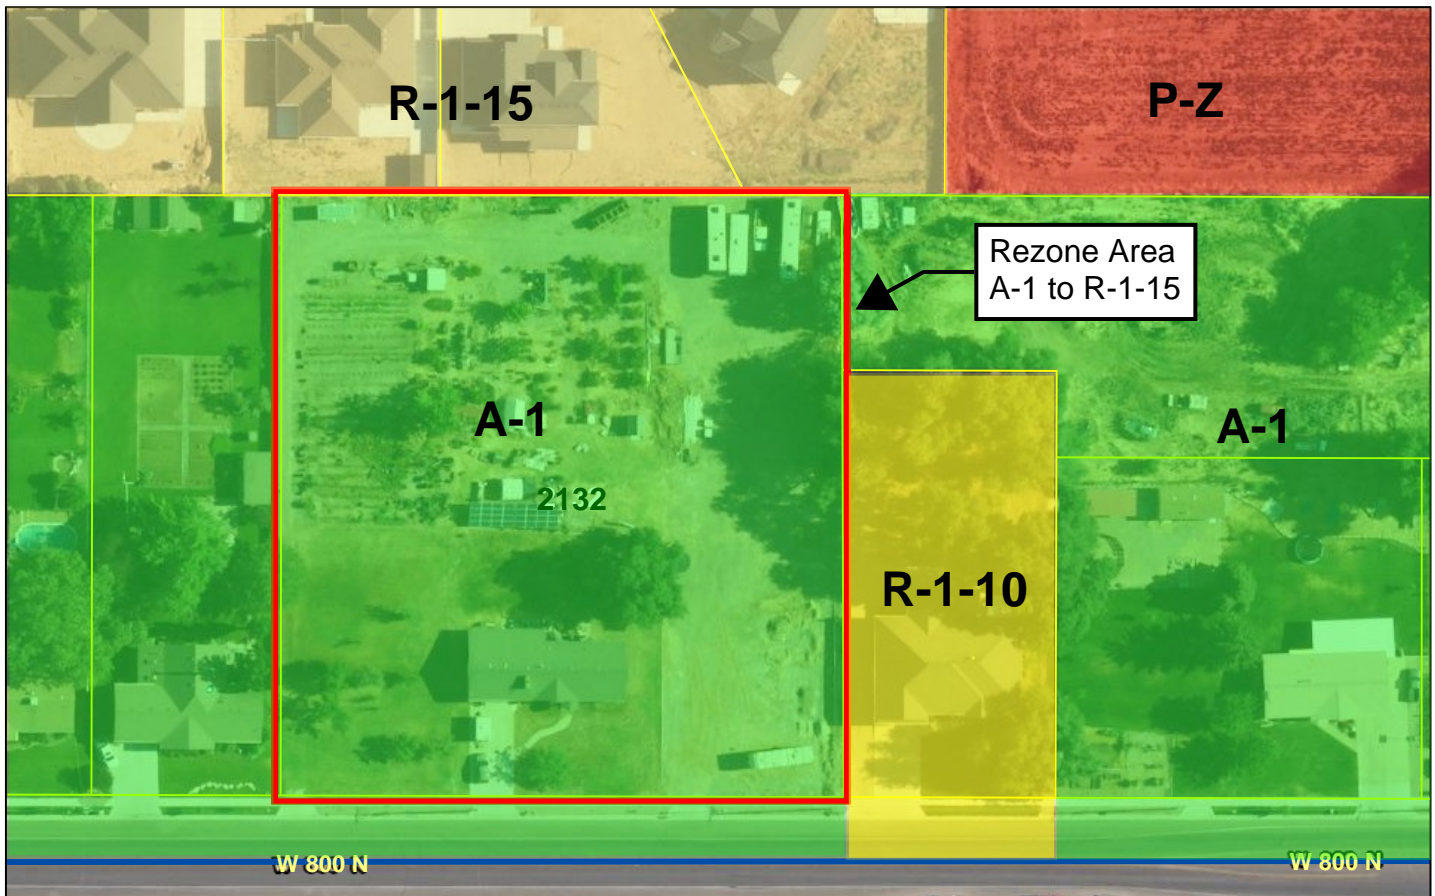 R-1-15
P-Z
Rezone Area
A-1 to R-1-15
A-1
A-1
2132
R-1-10
W 800 N
W 800 N